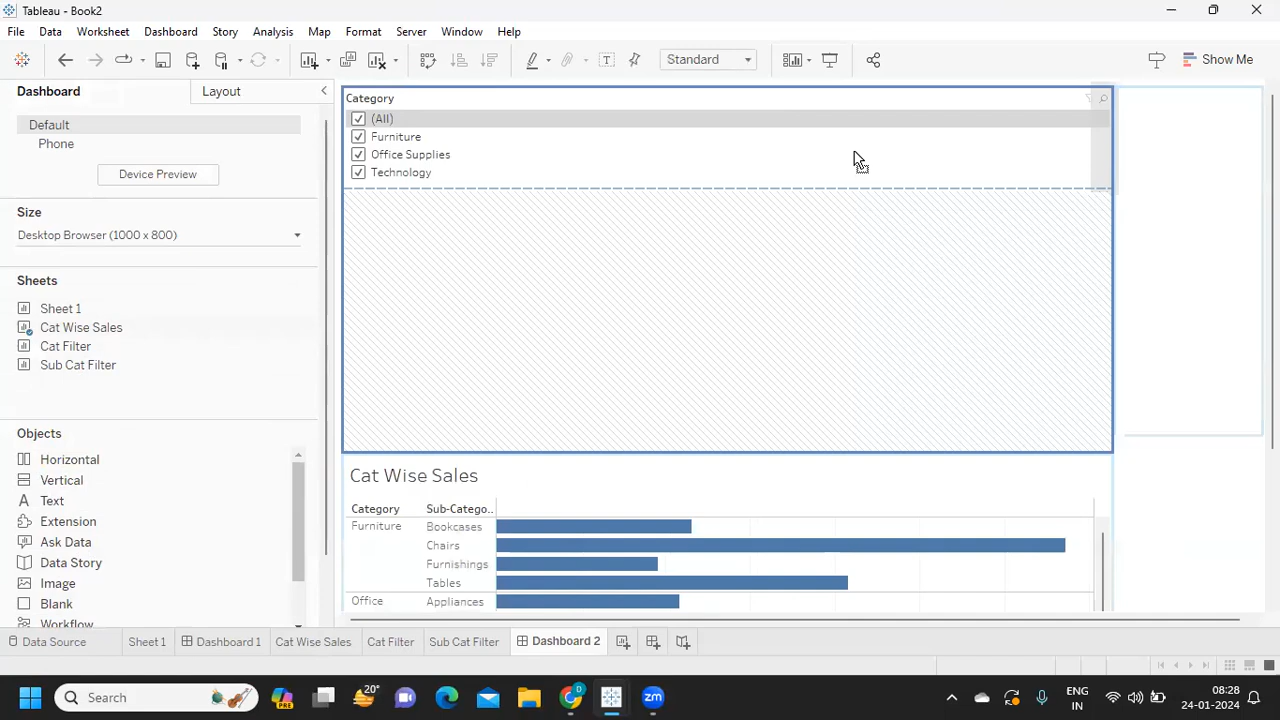 Tableau - Book2
File Data Worksheet Dashboard Story Analysis Map Format Server Window Help
Standard
Show Me
Dashboard Layout
Default
Phone
Device Preview
Size
Desktop Browser (1000 x 800)
Sheets
Sheet 1
Cat Wise Sales
Cat Filter
Sub Cat Filter
Objects
Horizontal
Vertical
Text
Extension
Ask Data
Data Story
Image
Blank
Workflow
Category
(All)
Furniture
Office Supplies
Technology
Cat Wise Sales
Category Sub-Catego..
Furniture Bookcases
Chairs
Furnishings
Tables
Office Appliances
Data Source Sheet 1 Dashboard 1 Cat Wise Sales Cat Filter Sub Cat Filter Dashboard 2
Search
PRE
20°
ENG
IN
08:28
24-01-2024